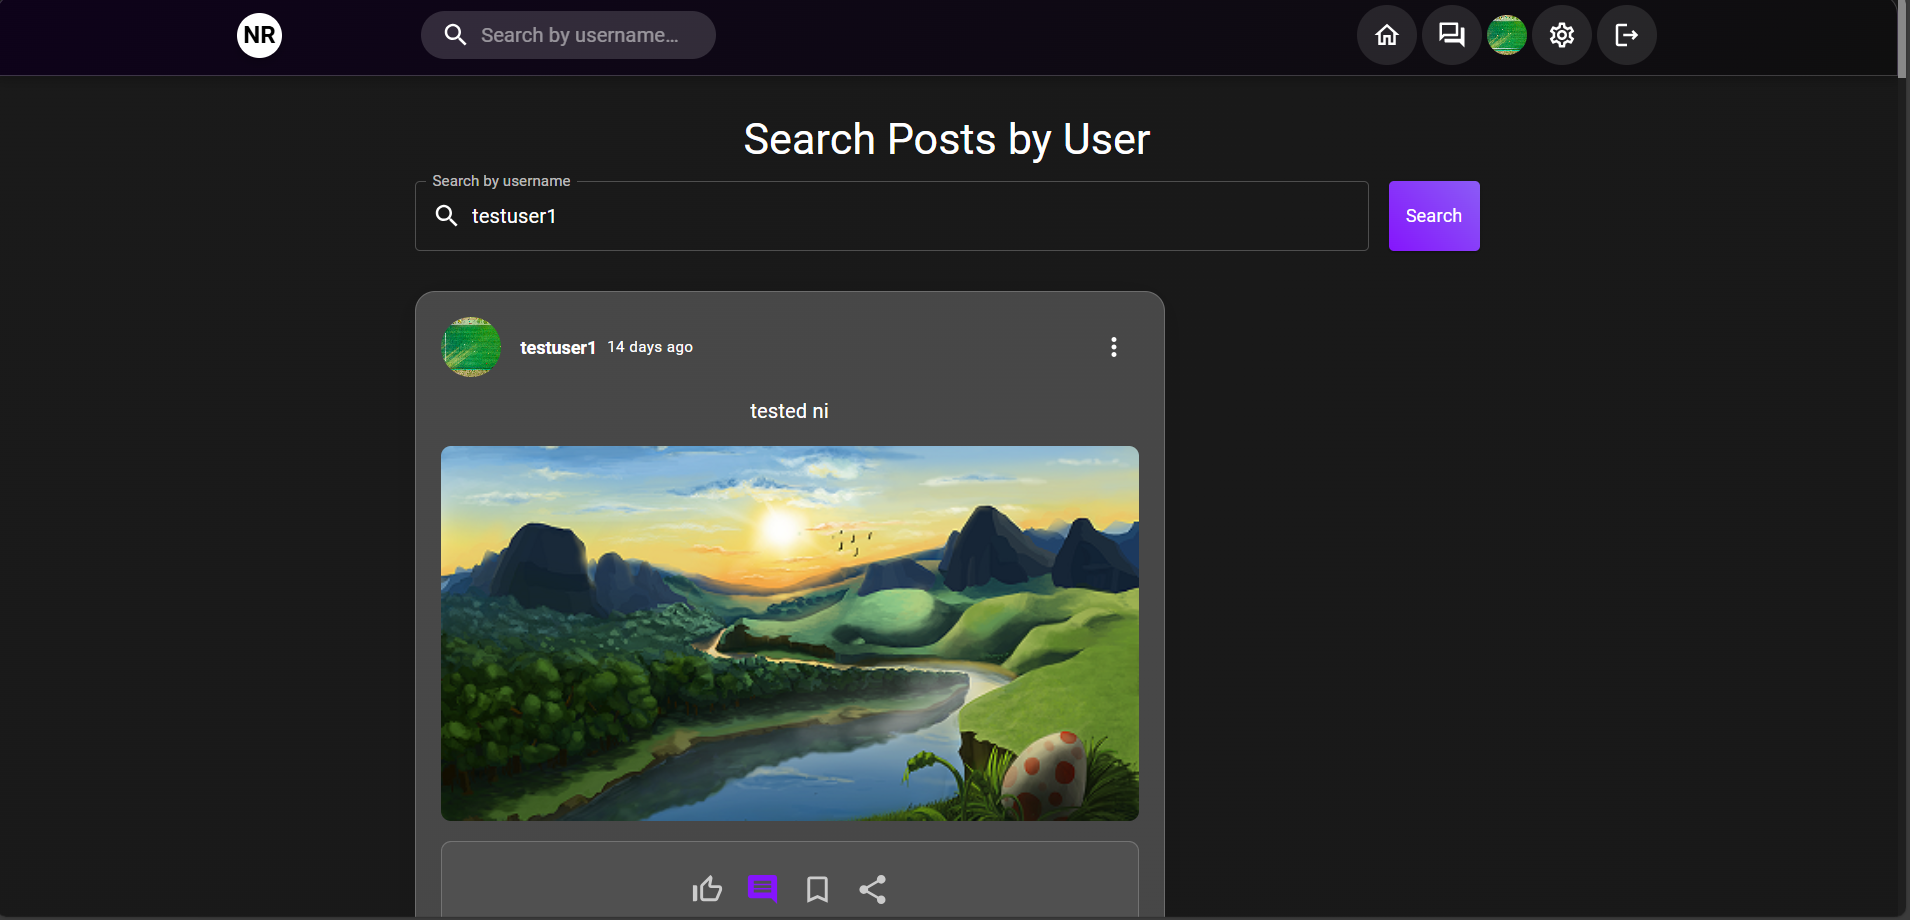 NR
Search by username...
Search Posts by User
Search by username
testuser1
Search
testuser1 14 days ago
tested ni